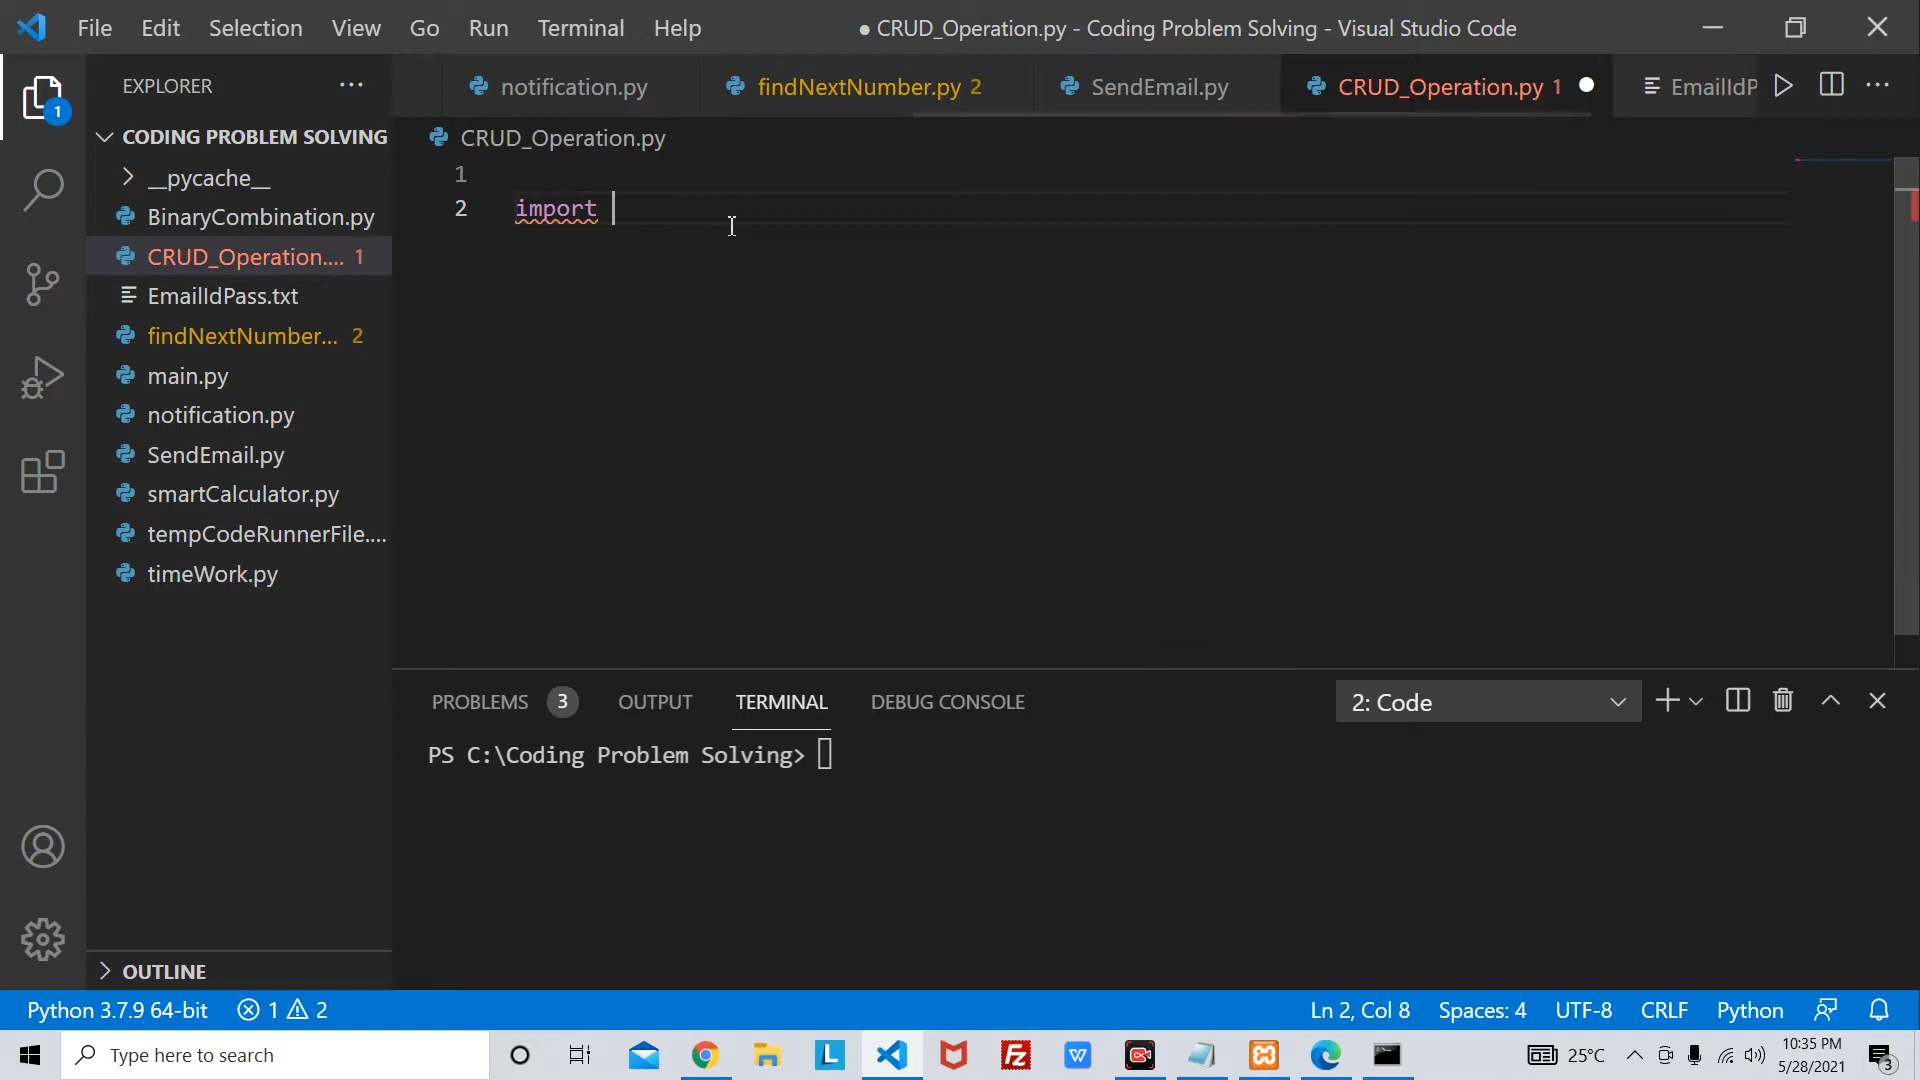 File Edit Selection View Go Run Terminal Help ● CRUD_Operation.py - Coding Problem Solving - Visual Studio Code
EXPLORER ...
notification.py findNextNumber.py 2 SendEmail.py CRUD_Operation.py 1 EmailIdP
1
CODING PROBLEM SOLVING
__pycache__
BinaryCombination.py
CRUD_Operation.... 1
EmailIdPass.txt
findNextNumber... 2
main.py
notification.py
SendEmail.py
smartCalculator.py
tempCodeRunnerFile....
timeWork.py
OUTLINE
CRUD_Operation.py
1
2 import
PROBLEMS 3 OUTPUT TERMINAL DEBUG CONSOLE 2: Code
PS C:\Coding Problem Solving>
Python 3.7.9 64-bit 1 2 Ln 2, Col 8 Spaces: 4 UTF-8 CRLF Python
Type here to search L W 25°C 10:35 PM
5/28/2021 3